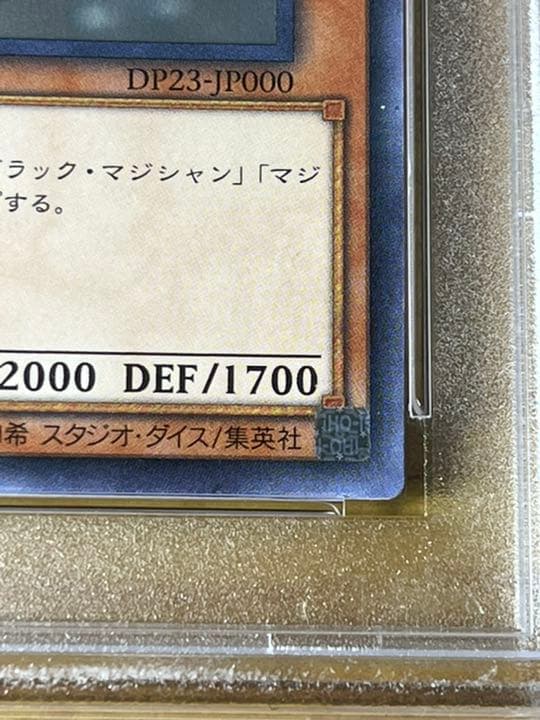 DP23-JP000
ラック・マジシャン」「マジ
する。
2000 DEF/1700
希 スタジオ・ダイス/集英社